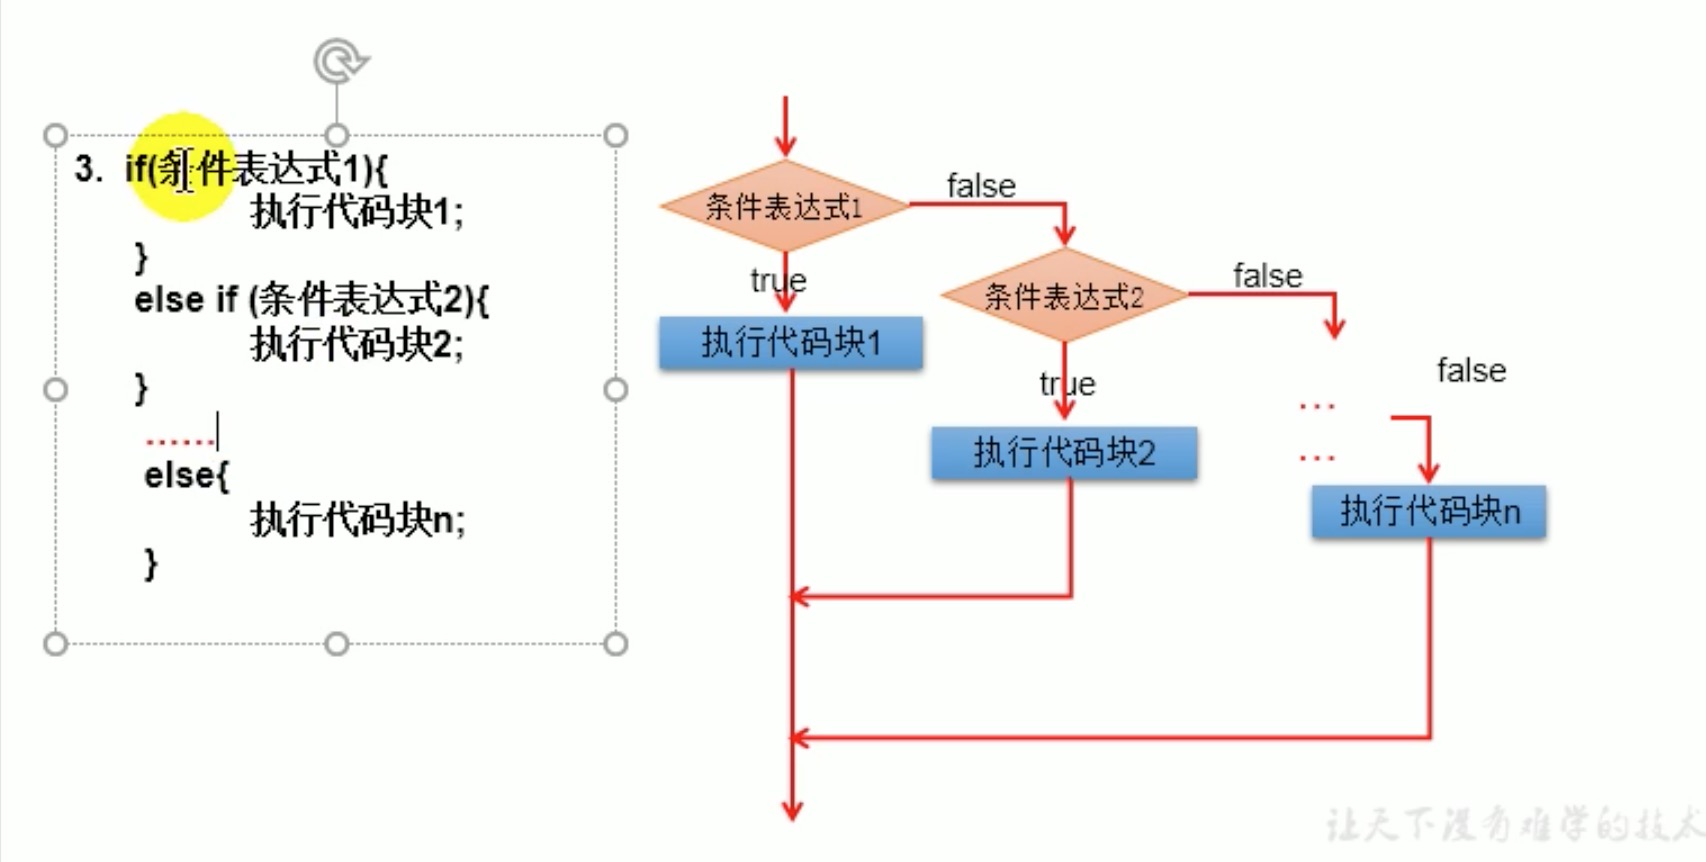 3. if(条件表达式1){
执行代码块1;
}
else if (条件表达式2){
执行代码块2;
}
......
else{
执行代码块n;
}
条件表达式1
false
true
执行代码块1
条件表达式2
false
true
执行代码块2
...
...
false
执行代码块n
让天下没有难学的技术